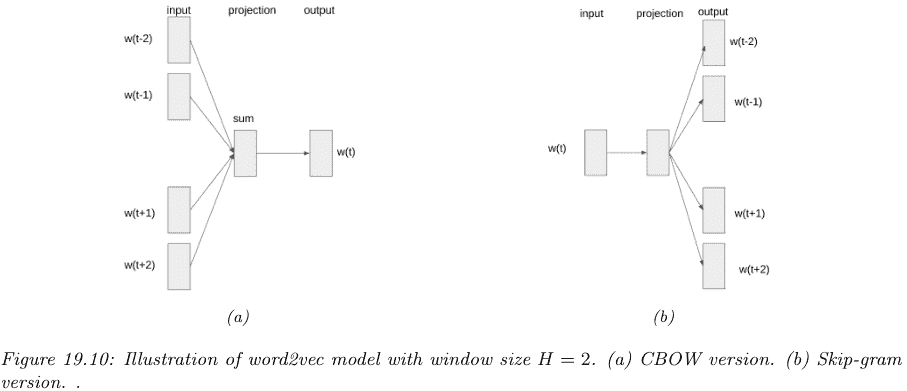 input projection output
w(t-2)
w(t-1)
sum
w(t)
w(t+1)
w(t+2)
(a)
input projection output
w(t-2)
w(t-1)
w(t)
w(t+1)
w(t+2)
(b)
Figure 19.10: Illustration of word2vec model with window size H = 2. (a) CBOW version. (b) Skip-gram
version. .